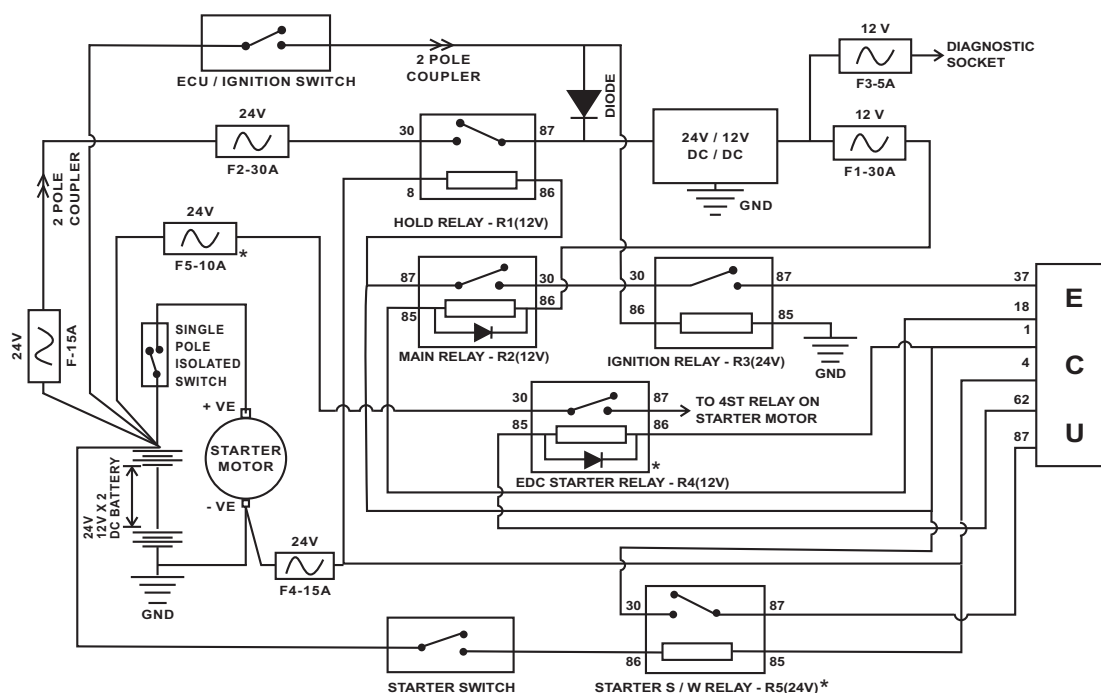 12 V
DIAGNOSTIC
SOCKET
F3-5A
2 POLE
COUPLER
ECU / IGNITION SWITCH
DIODE
24V
F2-30A
30
87
8
86
HOLD RELAY - R1(12V)
24V / 12V
DC / DC
GND
12 V
F1-30A
2 POLE
COUPLER
24V
F5-10A
*
87
30
85
86
MAIN RELAY - R2(12V)
30
87
86
85
IGNITION RELAY - R3(24V)
GND
37
18
1
4
62
87
E
C
U
24V
F-15A
SINGLE
POLE
ISOLATED
SWITCH
+ VE
STARTER
MOTOR
- VE
30
87
85
86
TO 4ST RELAY ON
STARTER MOTOR
*
EDC STARTER RELAY - R4(12V)
24V
12V X 2
DC BATTERY
GND
24V
F4-15A
30
87
86
85
STARTER SWITCH
STARTER S / W RELAY - R5(24V)*